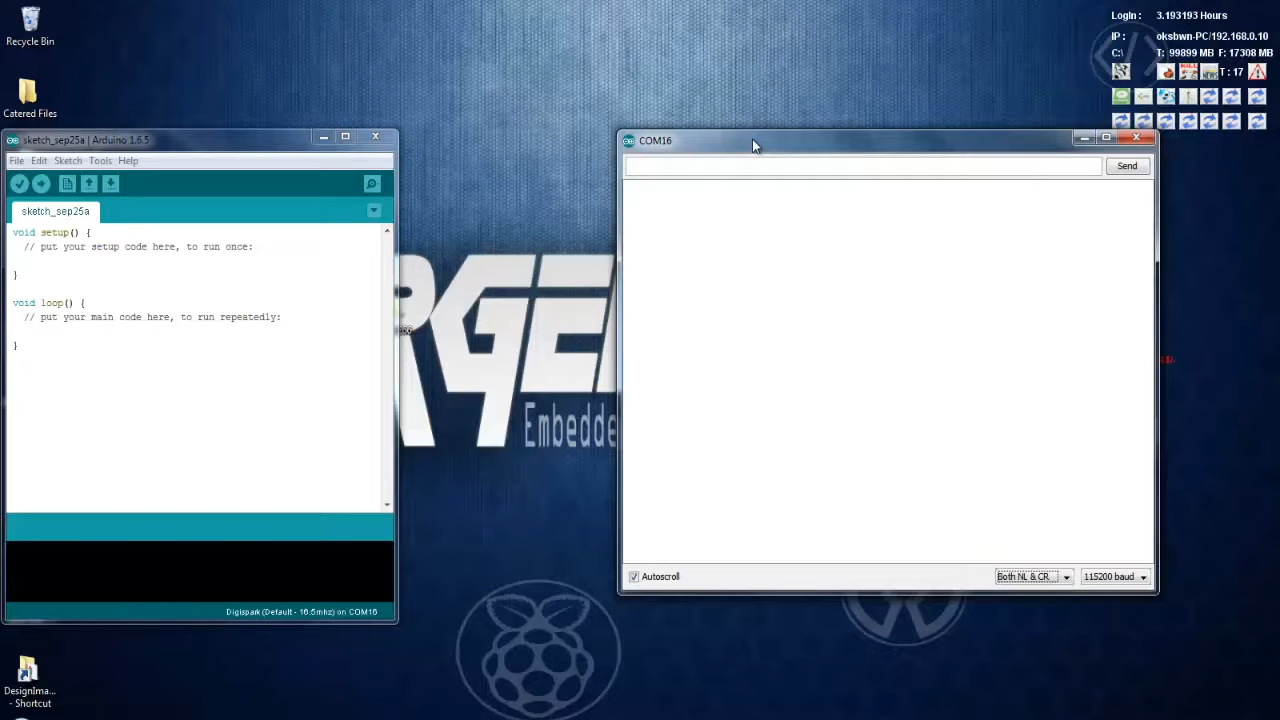 Recycle Bin
Catered Files
Login : 3.193193 Hours
IP : oksbwn-PC/192.168.0.10
C:\ T: 99899 MB F: 17308 MB
KILL
T : 17
sketch_sep25a | Arduino 1.6.5
File Edit Sketch Tools Help
sketch_sep25a
void setup() {
// put your setup code here, to run once:
}
void loop() {
// put your main code here, to run repeatedly:
}
Digispark (Default - 16.5mhz) on COM16
COM16
Send
Autoscroll
Both NL & CR
115200 baud
RGE
Embedde
DesignIma...
- Shortcut